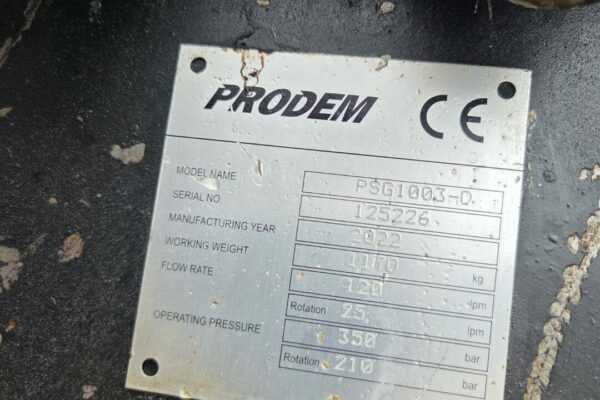 PRODEM CE
MODEL NAME PSG1003-D
SERIAL NO. 125226
MANUFACTURING YEAR 2022
WORKING WEIGHT 1170 kg
FLOW RATE 120 lpm
Rotation 25 lpm
OPERATING PRESSURE 350 bar
Rotation 210 bar